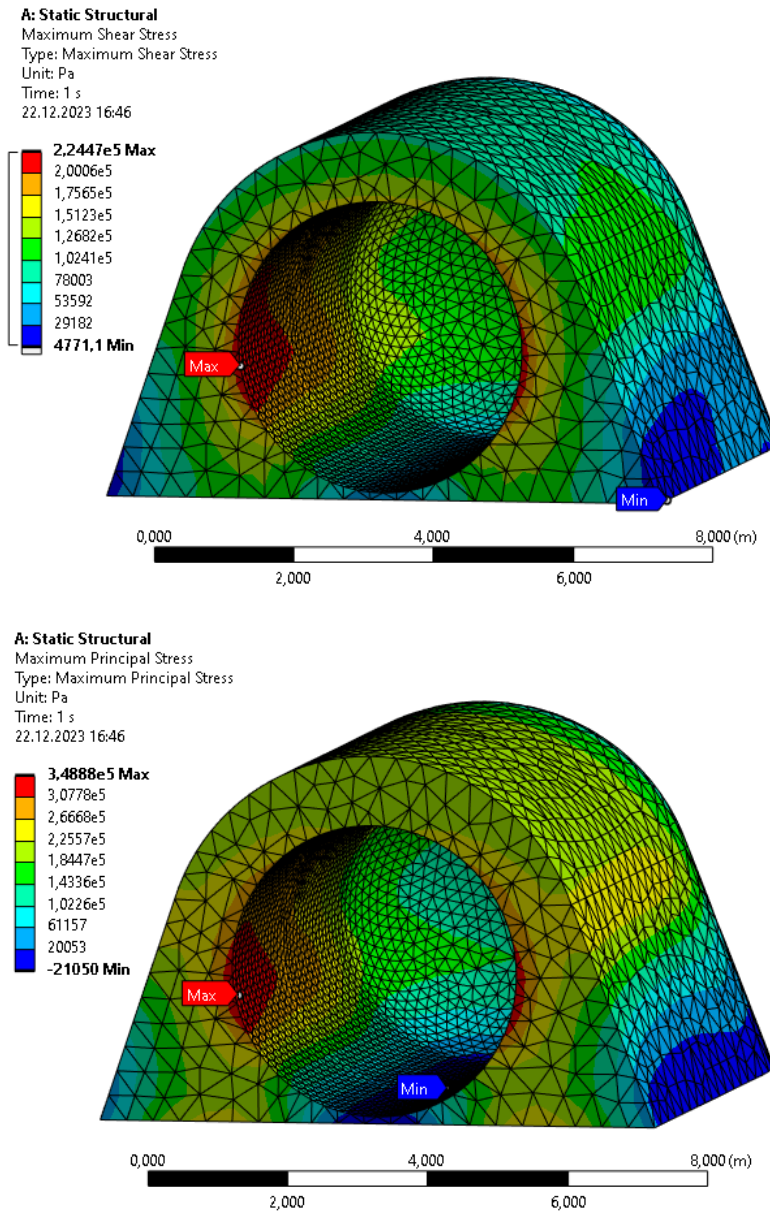 A: Static Structural
Maximum Shear Stress
Type: Maximum Shear Stress
Unit: Pa
Time: 1 s
22.12.2023 16:46
2,2447e5 Max
2,0006e5
1,7565e5
1,5123e5
1,2682e5
1,0241e5
78003
53592
29182
4771,1 Min
Max
Min
0,000 4,000 8,000 (m)
2,000 6,000
A: Static Structural
Maximum Principal Stress
Type: Maximum Principal Stress
Unit: Pa
Time: 1 s
22.12.2023 16:46
3,4888e5 Max
3,0778e5
2,6668e5
2,2557e5
1,8447e5
1,4336e5
1,0226e5
61157
20053
-21050 Min
Max
Min
0,000 4,000 8,000 (m)
2,000 6,000